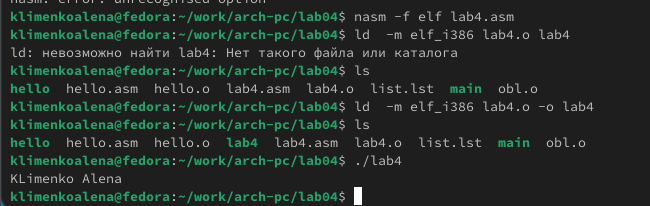 nasm: error: unrecognised option
klimenkoalena@fedora:~/work/arch-pc/lab04$ nasm -f elf lab4.asm
klimenkoalena@fedora:~/work/arch-pc/lab04$ ld  -m elf_i386 lab4.o lab4
ld: невозможно найти lab4: Нет такого файла или каталога
klimenkoalena@fedora:~/work/arch-pc/lab04$ ls
hello  hello.asm  hello.o  lab4.asm  lab4.o  list.lst  main  obl.o
klimenkoalena@fedora:~/work/arch-pc/lab04$ ld  -m elf_i386 lab4.o -o lab4
klimenkoalena@fedora:~/work/arch-pc/lab04$ ls
hello  hello.asm  hello.o  lab4  lab4.asm  lab4.o  list.lst  main  obl.o
klimenkoalena@fedora:~/work/arch-pc/lab04$ ./lab4
KLimenko Alena
klimenkoalena@fedora:~/work/arch-pc/lab04$